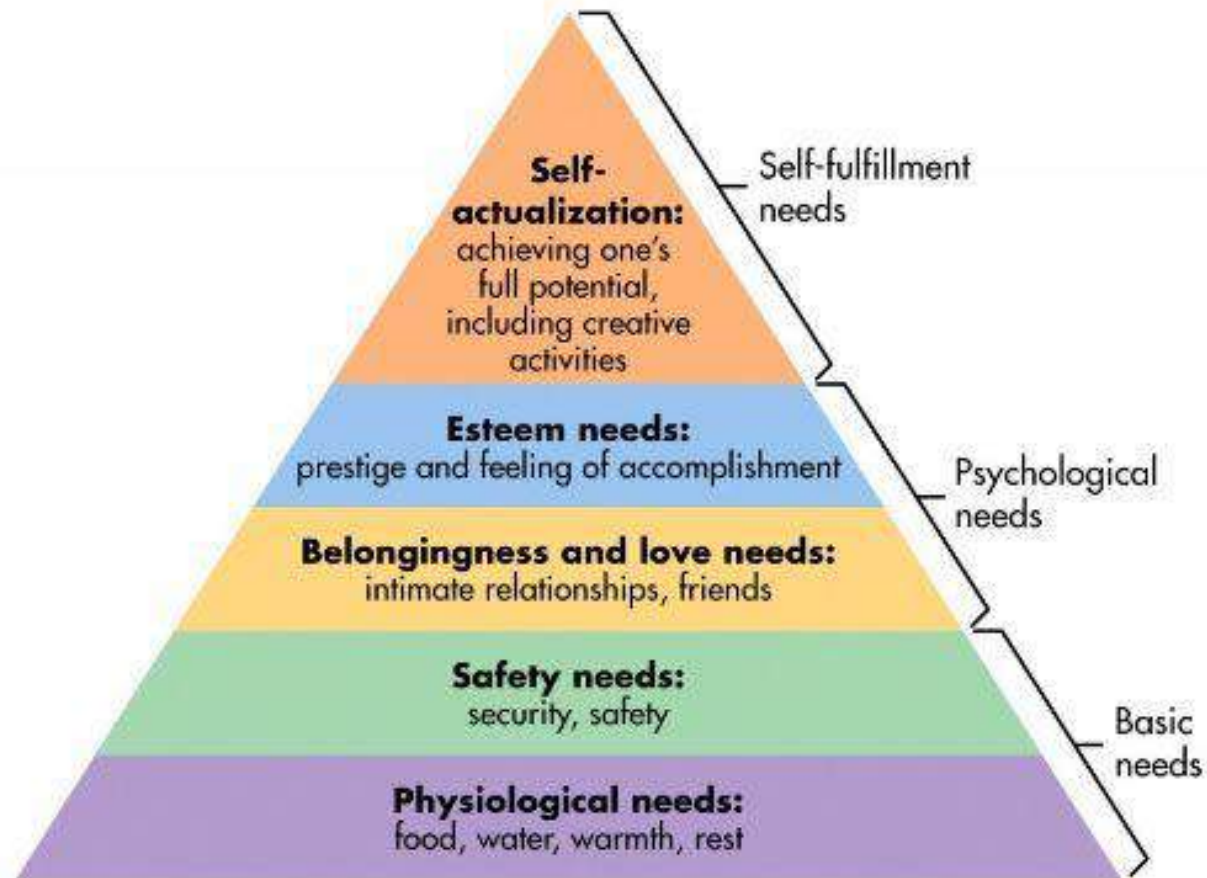 Self-
actualization:
achieving one's
full potential,
including creative
activities
Self-fulfillment
needs
Esteem needs:
prestige and feeling of accomplishment
Belongingness and love needs:
intimate relationships, friends
Psychological
needs
Safety needs:
security, safety
Physiological needs:
food, water, warmth, rest
Basic
needs